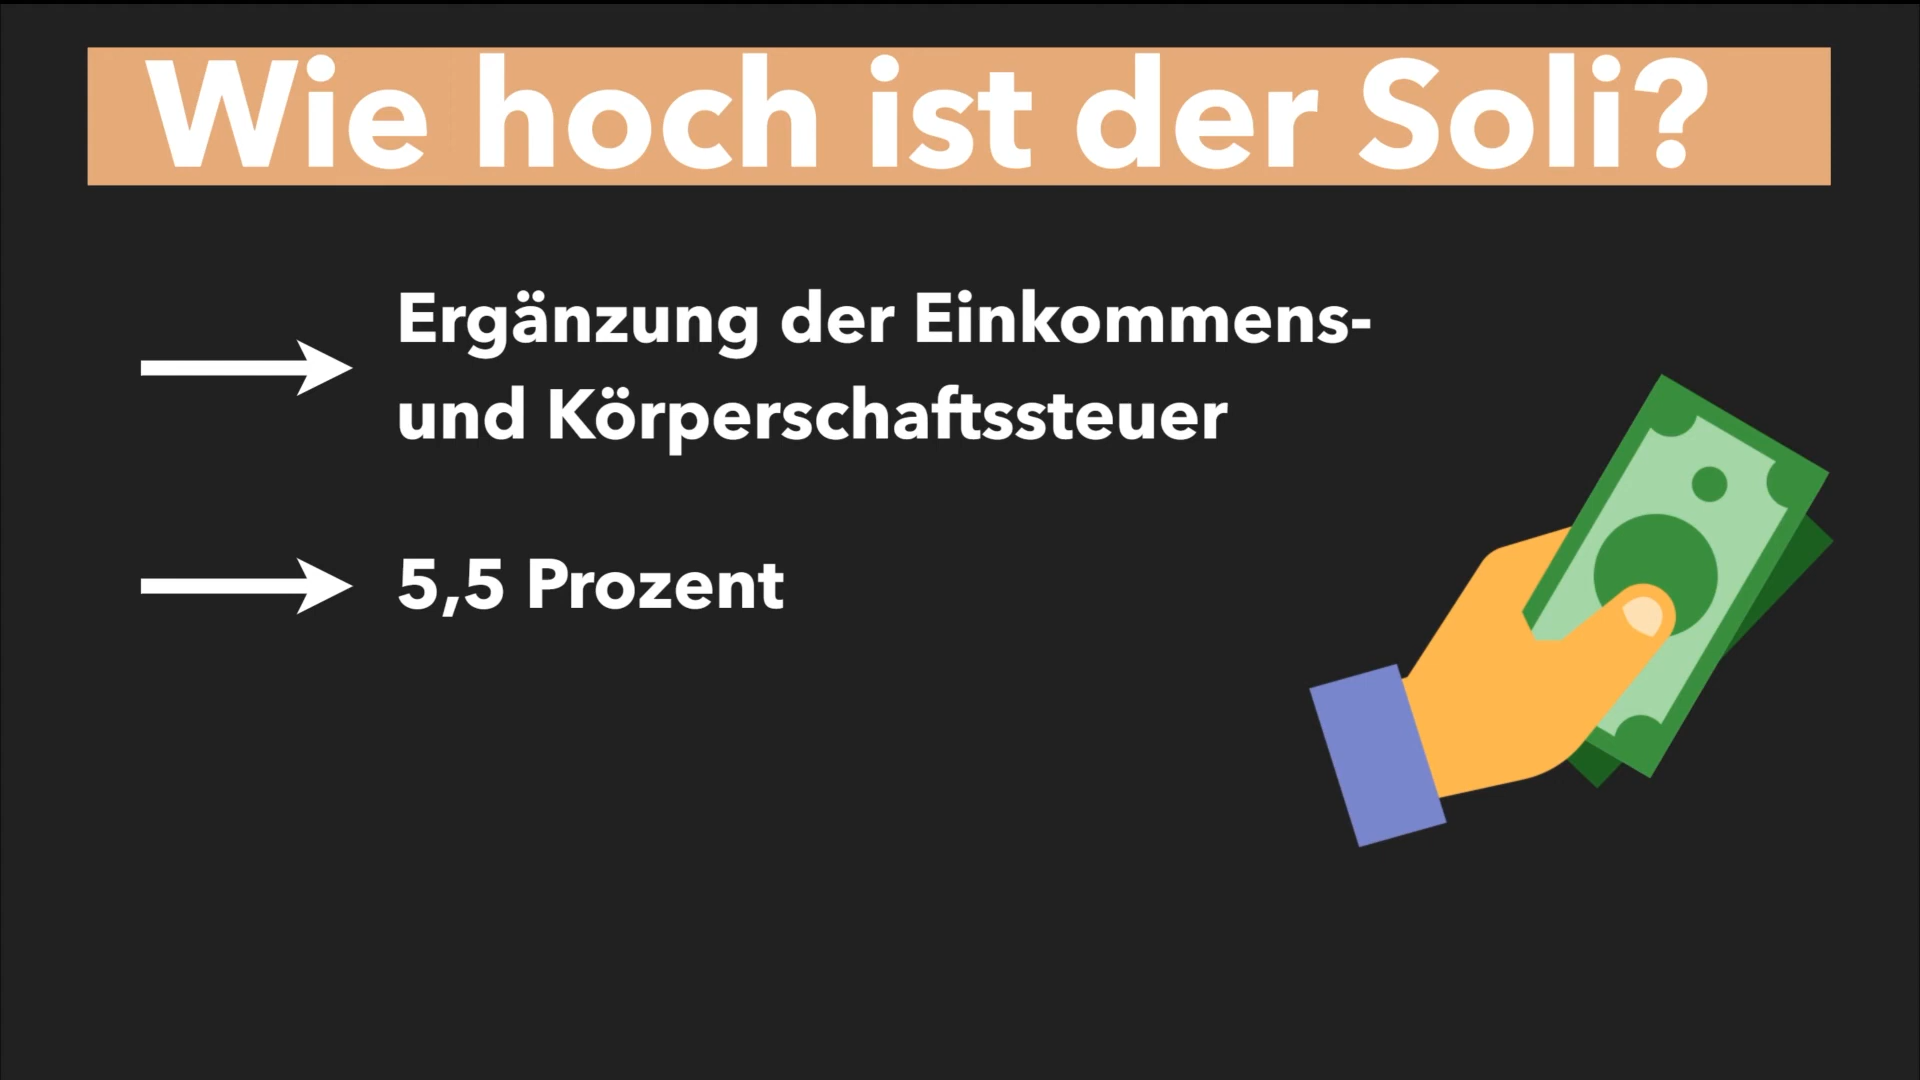 Wie hoch ist der Soli?
Ergänzung der Einkommens-
und Körperschaftssteuer
5,5 Prozent